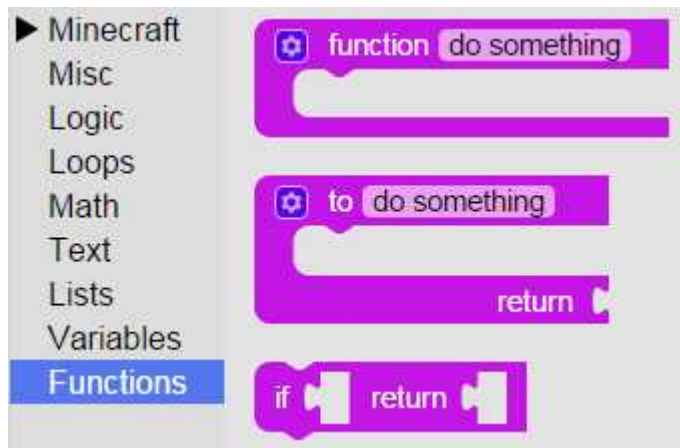 Minecraft
Misc
Logic
Loops
Math
Text
Lists
Variables
Functions
function do something
to do something
return
if return